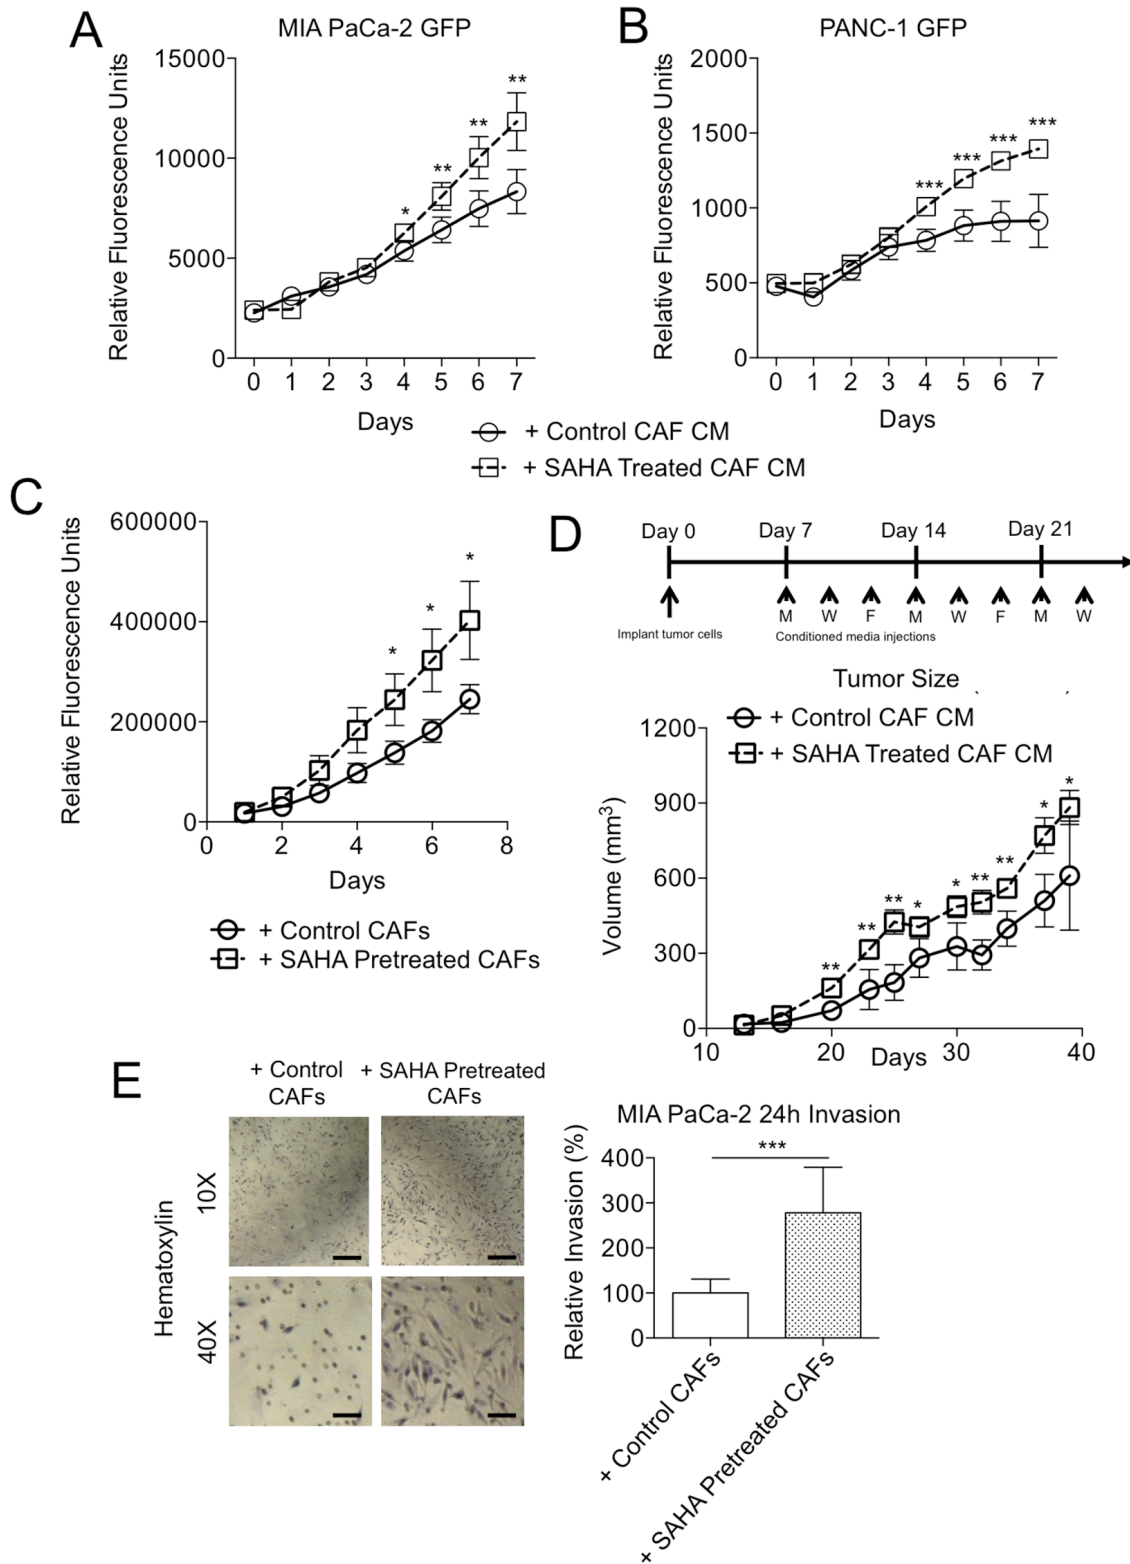 A
MIA PaCa-2 GFP
Relative Fluorescence Units
15000
10000
5000
0
*
**
**
**
0 1 2 3 4 5 6 7
Days
B
PANC-1 GFP
Relative Fluorescence Units
2000
1500
1000
500
0
***
***
***
***
0 1 2 3 4 5 6 7
Days
+ Control CAF CM
+ SAHA Treated CAF CM
C
Relative Fluorescence Units
600000
400000
200000
0
*
*
*
0 2 4 6 8
Days
+ Control CAFs
+ SAHA Pretreated CAFs
D
Day 0 Day 7 Day 14 Day 21
M W F M W F M W
Implant tumor cells Conditioned media injections
Tumor Size
+ Control CAF CM
+ SAHA Treated CAF CM
Volume (mm3)
1200
900
600
300
0
** ** ** * * ** ** * *
10 20 30 40
Days
E
+ Control CAFs
+ SAHA Pretreated CAFs
Hematoxylin
10X
40X
MIA PaCa-2 24h Invasion
Relative Invasion (%)
400
300
200
100
0
***
+ Control CAFs
+ SAHA Pretreated CAFs